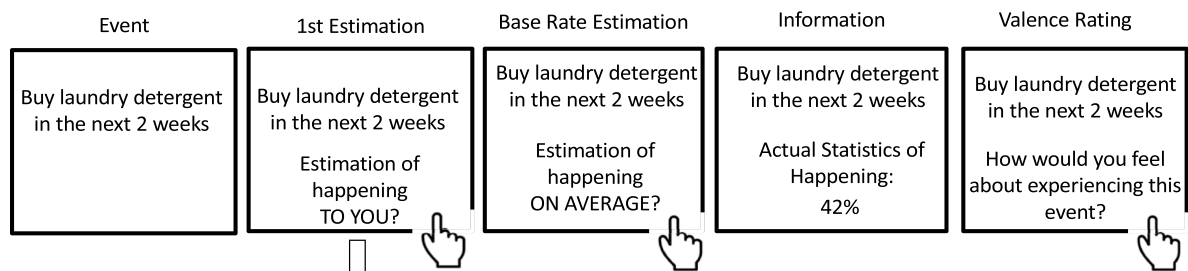 Event
1st Estimation
Base Rate Estimation
Information
Valence Rating
Buy laundry detergent
in the next 2 weeks
Buy laundry detergent
in the next 2 weeks
Estimation of
happening
TO YOU?
Buy laundry detergent
in the next 2 weeks
Estimation of
happening
ON AVERAGE?
Buy laundry detergent
in the next 2 weeks
Actual Statistics of
Happening:
42%
Buy laundry detergent
in the next 2 weeks
How would you feel
about experiencing this
event?